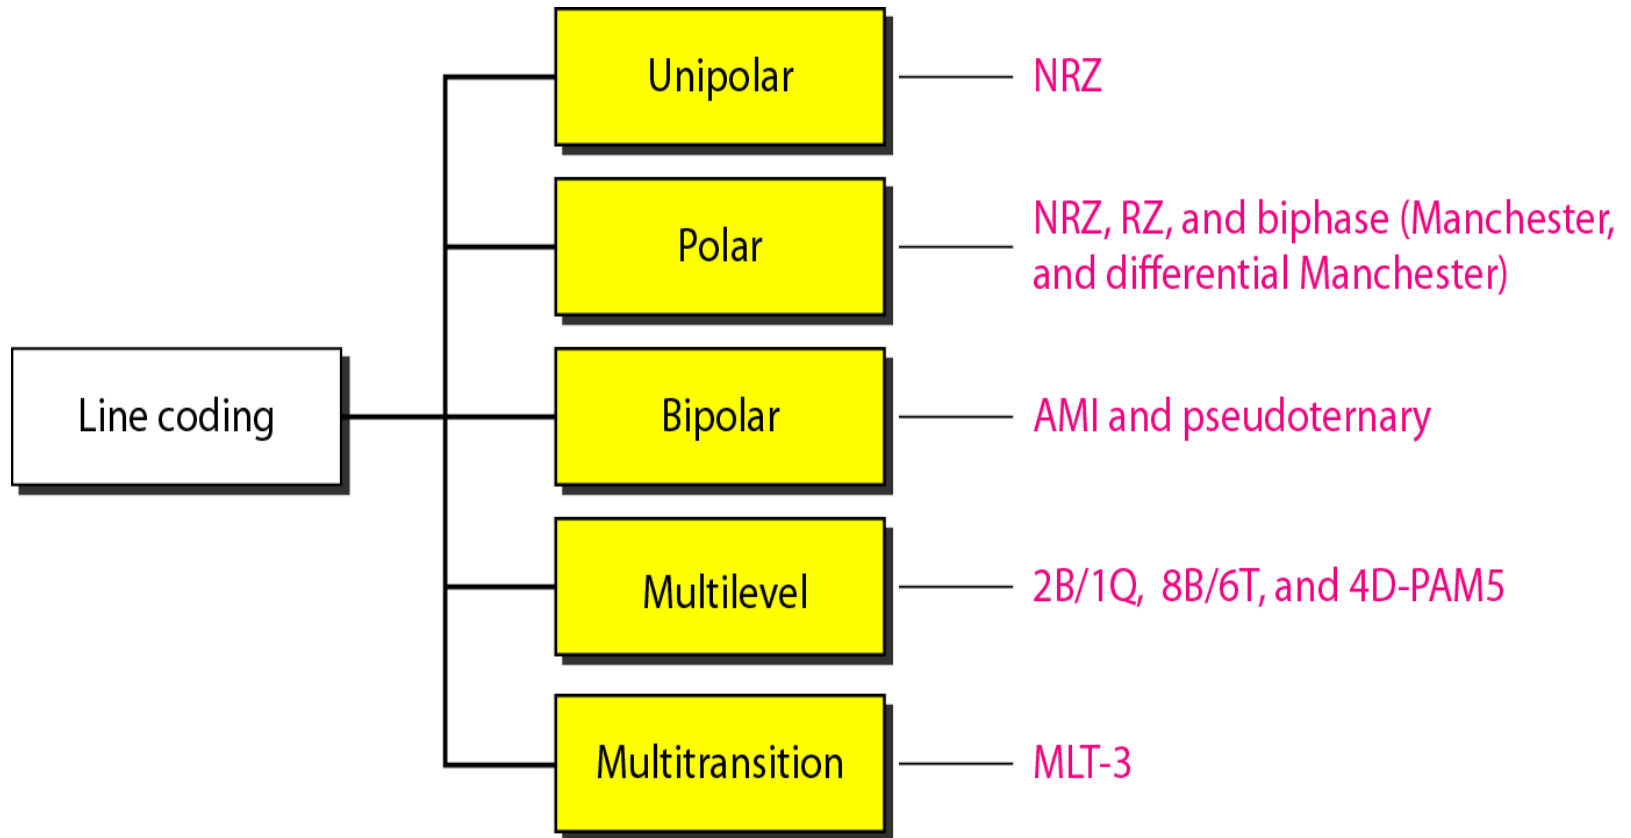 Line coding
Unipolar
NRZ
Polar
NRZ, RZ, and biphase (Manchester,
and differential Manchester)
Bipolar
AMI and pseudoternary
Multilevel
2B/1Q, 8B/6T, and 4D-PAM5
Multitransition
MLT-3